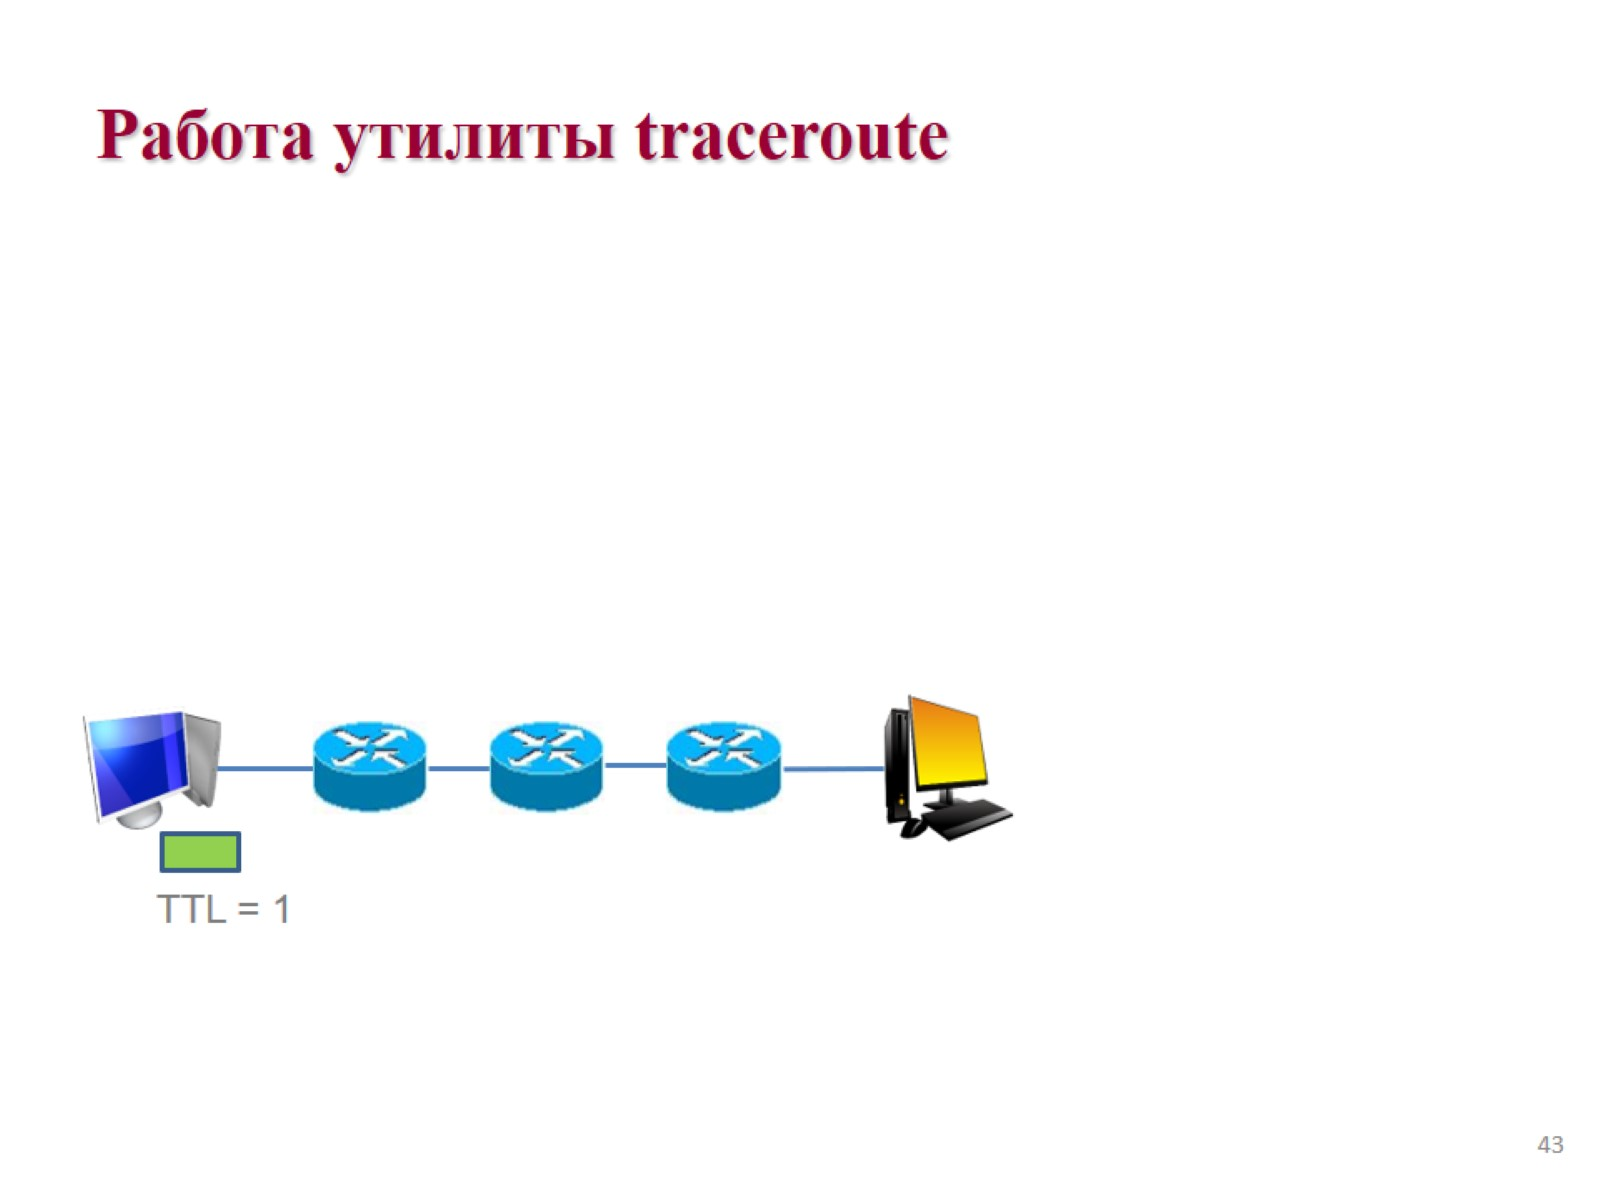 Работа утилиты traceroute
TTL = 1
43